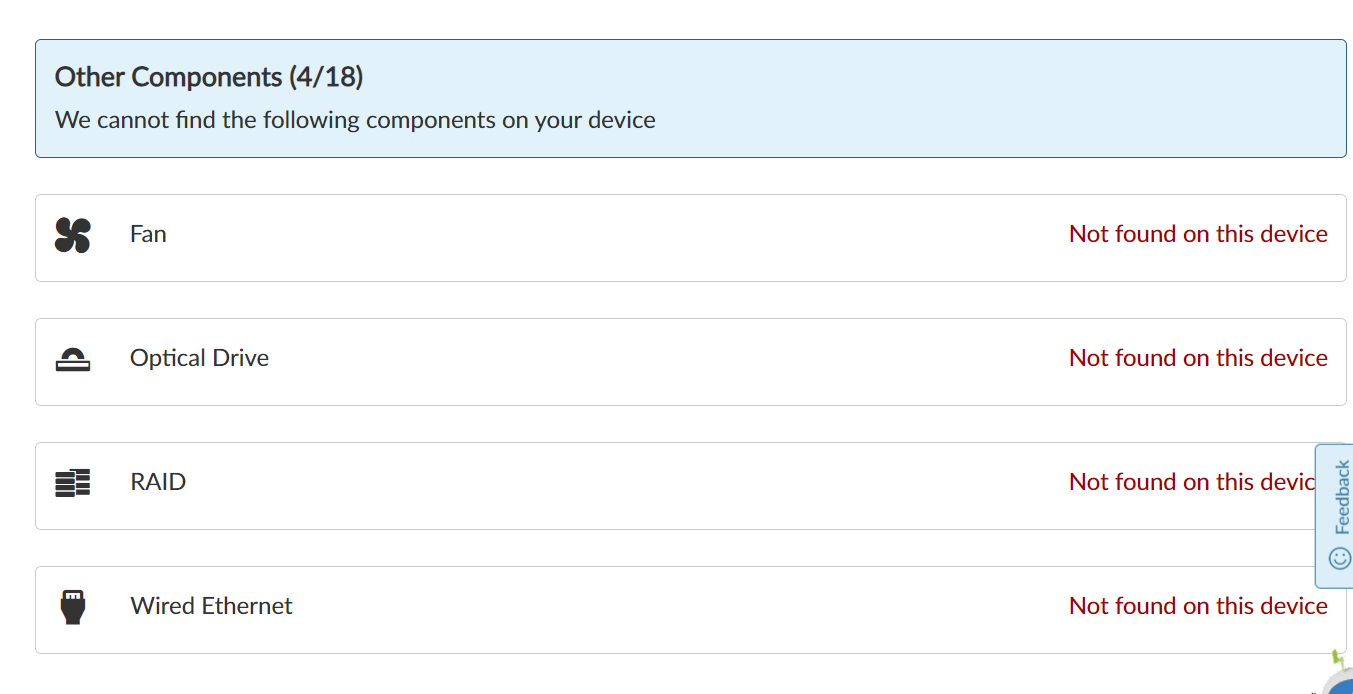 Other Components (4/18)
We cannot find the following components on your device
Fan
Not found on this device
Optical Drive
Not found on this device
RAID
Not found on this devic
Feedback
Wired Ethernet
Not found on this device